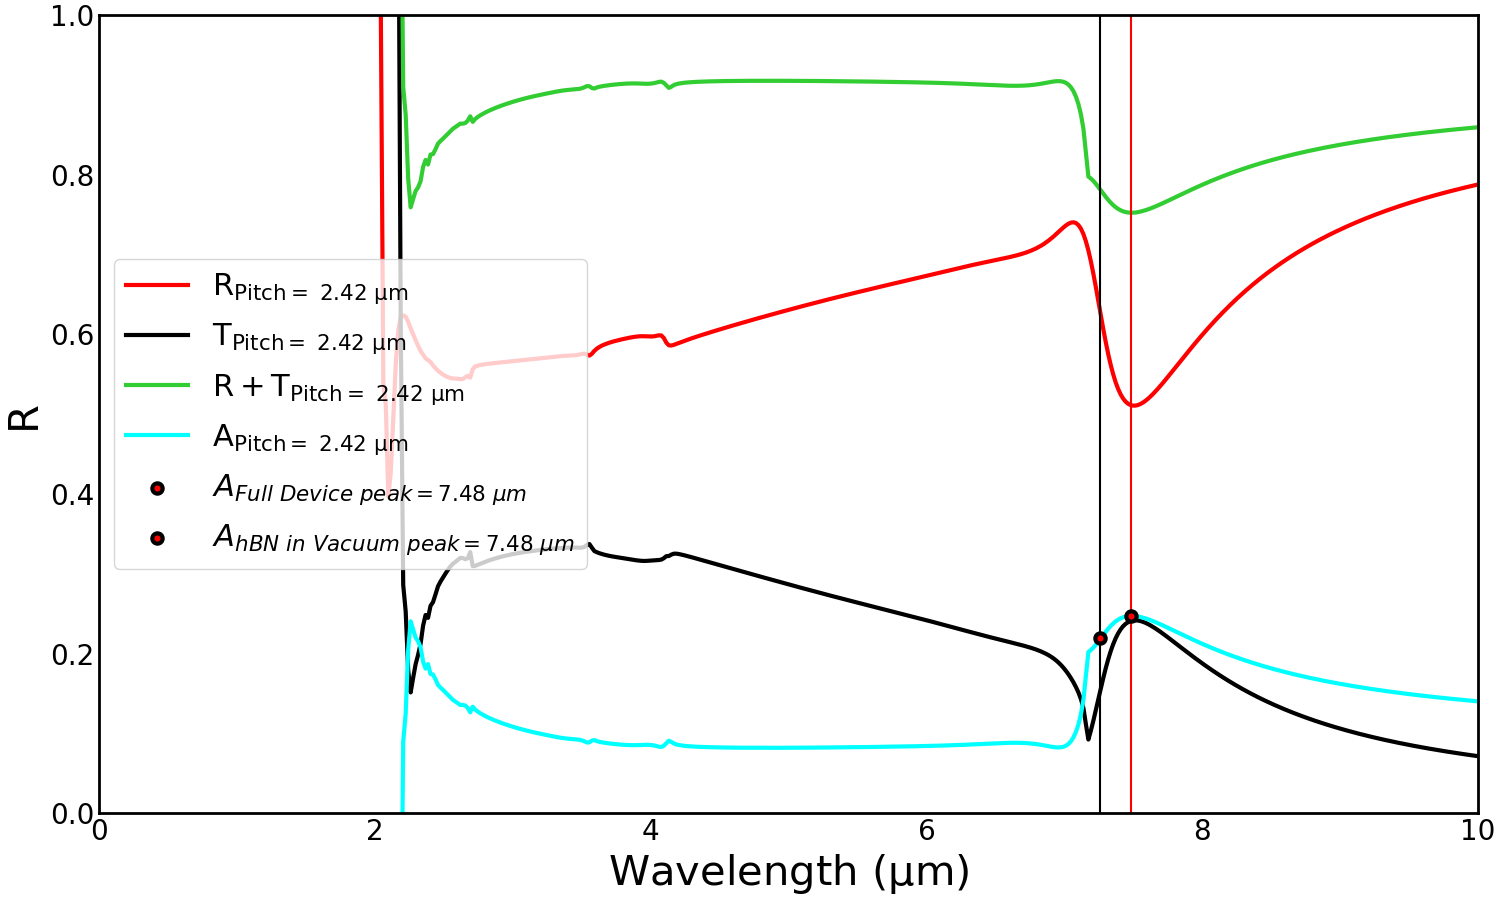 1.0
0.8
0.6
0.4
0.2
0.0
R
R_Pitch = 2.42 μm
T_Pitch = 2.42 μm
R + T_Pitch = 2.42 μm
A_Pitch = 2.42 μm
A_Full Device peak = 7.48 μm
A_hBN in Vacuum peak = 7.48 μm
0 2 4 6 8 10
Wavelength (μm)